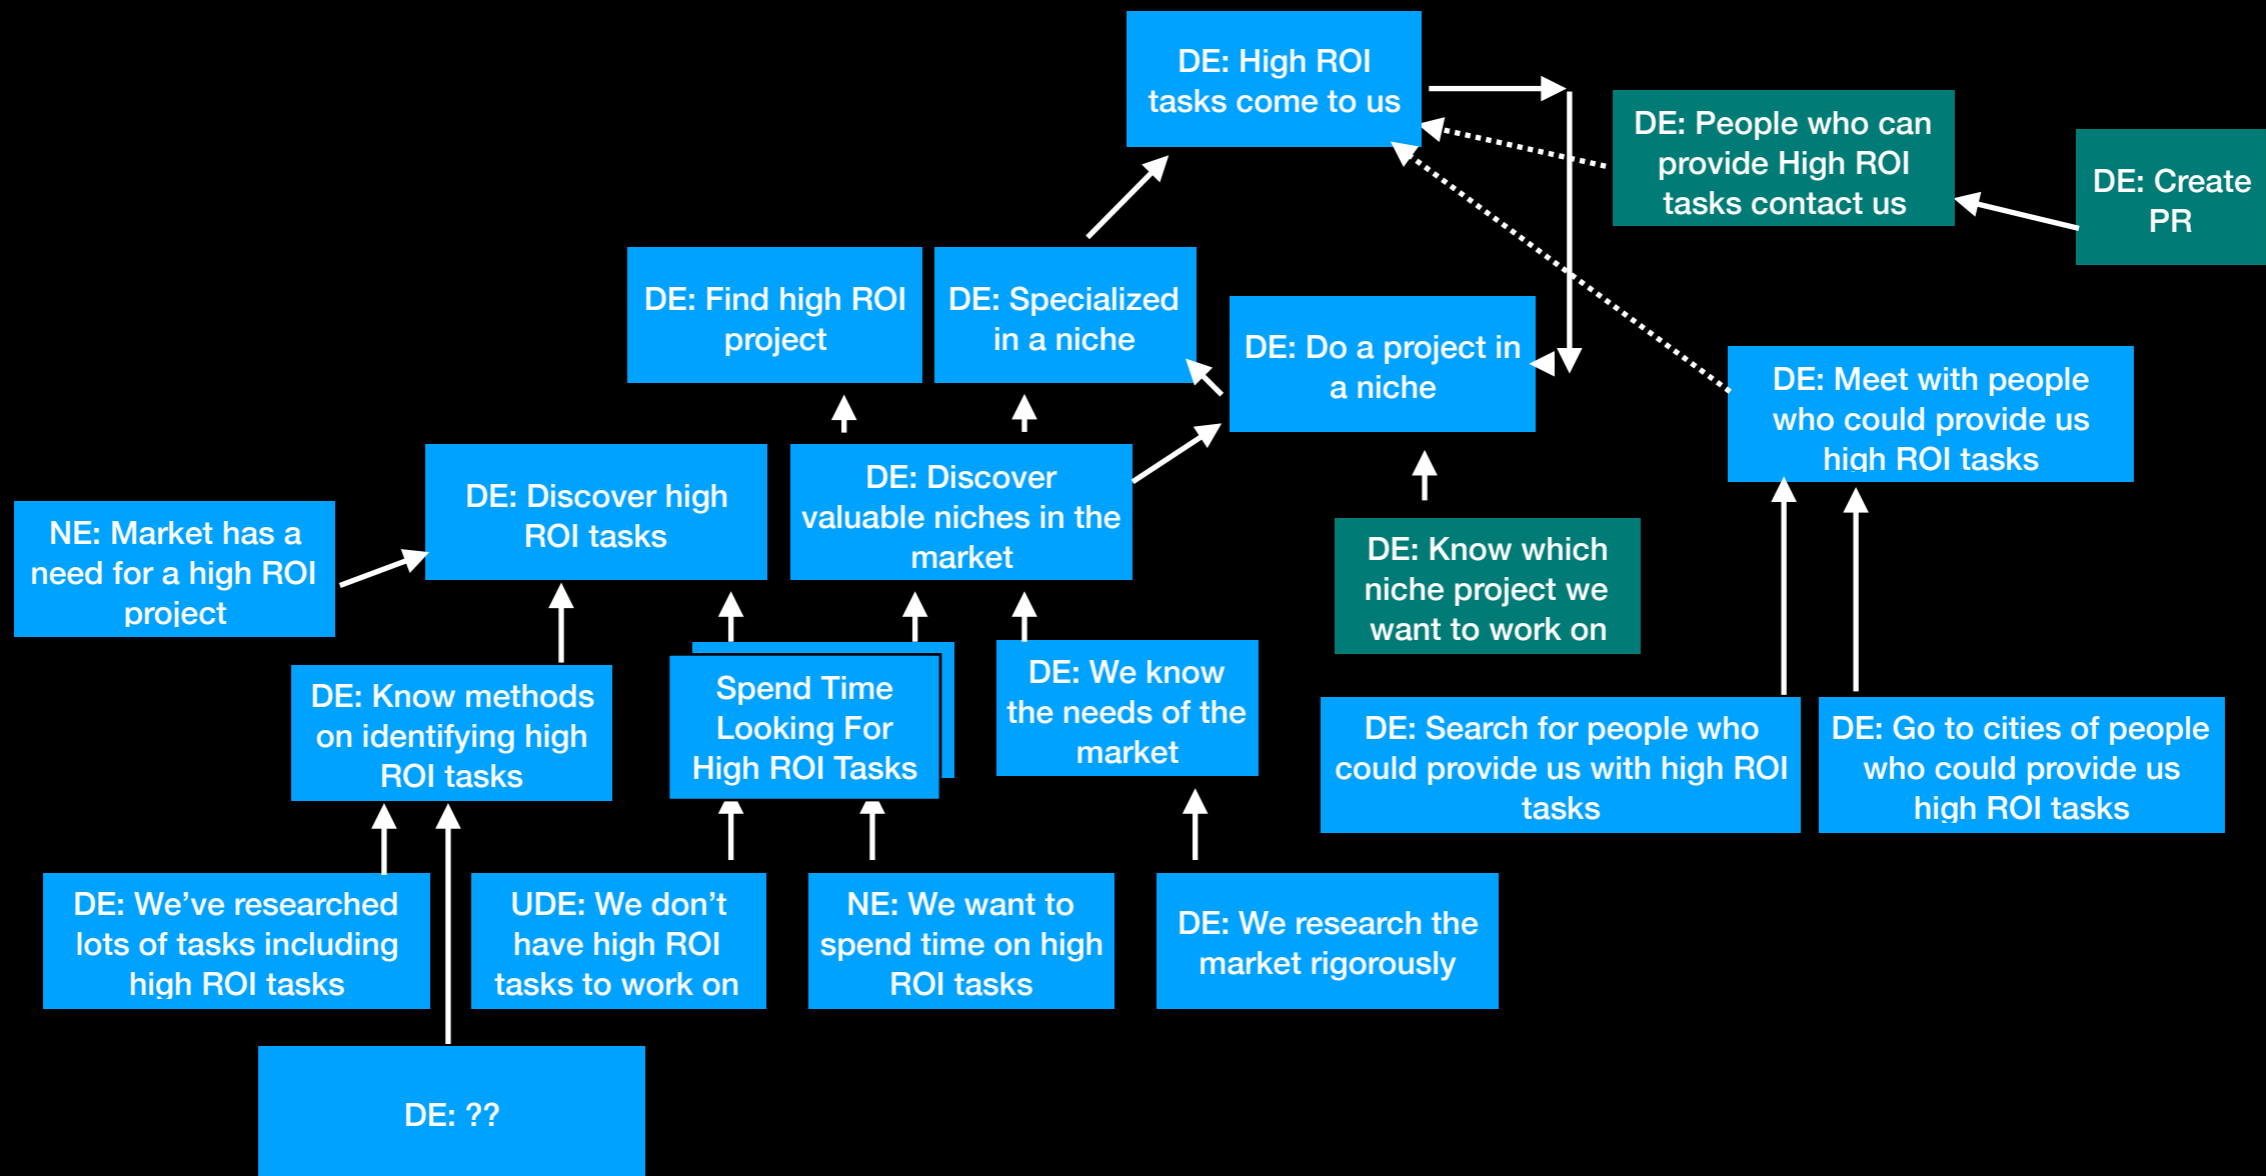 DE: High ROI
tasks come to us
DE: People who can
provide High ROI
tasks contact us
DE: Create
PR
DE: Find high ROI
project
DE: Specialized
in a niche
DE: Do a project in
a niche
DE: Meet with people
who could provide us
high ROI tasks
NE: Market has a
need for a high ROI
project
DE: Discover high
ROI tasks
DE: Discover
valuable niches in the
market
DE: Know which
niche project we
want to work on
DE: Know methods
on identifying high
ROI tasks
Spend Time
Looking For
High ROI Tasks
DE: We know
the needs of the
market
DE: Search for people who
could provide us with high ROI
tasks
DE: Go to cities of people
who could provide us
high ROI tasks
DE: We’ve researched
lots of tasks including
high ROI tasks
UDE: We don’t
have high ROI
tasks to work on
NE: We want to
spend time on high
ROI tasks
DE: We research the
market rigorously
DE: ??